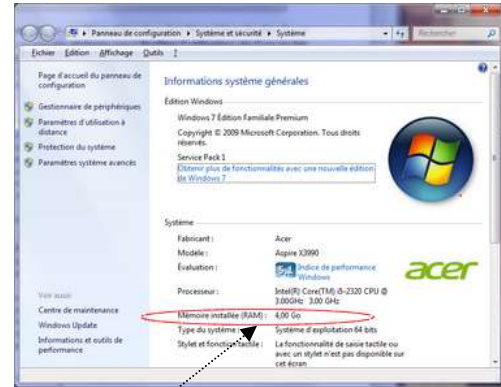 Panneau de configuration Système et sécurité Système
Rechercher
Fichier Edition Affichage Outils ?
Page d'accueil du panneau de
configuration
Gestionnaire de périphériques
Paramètres d'utilisation à
distance
Protection du système
Paramètres système avancés
Informations système générales
Édition Windows
Windows 7 Édition Familiale Premium
Copyright © 2009 Microsoft Corporation. Tous droits
réservés.
Service Pack 1
Obtenir plus de fonctionnalités avec une nouvelle édition
de Windows 7
Système
Fabricant : Acer
Modèle : Aspire X3990
Évaluation : Indice de performance
Windows
acer
Processeur : Intel(R) Core(TM) i5-2320 CPU @
3.00GHz 3.00 GHz
Mémoire installée (RAM) : 4,00 Go
Type du système : Système d'exploitation 64 bits
Stylet et fonction tactile : La fonctionnalité de saisie tactile ou
avec un stylet n'est pas disponible sur
cet écran
Voir aussi
Centre de maintenance
Windows Update
Informations et outils de
performance